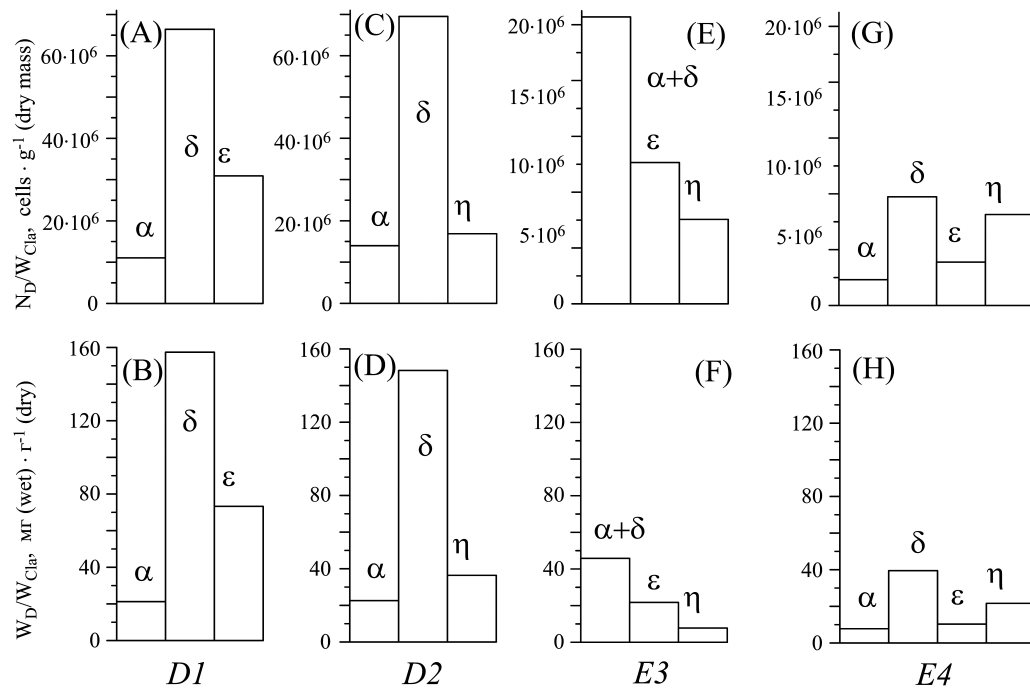 (A)
(C)
(E)
(G)
N_D/W_Cla, cells · g⁻¹ (dry mass)
60·10⁶
40·10⁶
20·10⁶
0
α
δ
ε
60·10⁶
40·10⁶
20·10⁶
0
α
δ
η
20·10⁶
15·10⁶
10·10⁶
5·10⁶
0
α+δ
ε
η
20·10⁶
15·10⁶
10·10⁶
5·10⁶
0
α
δ
ε
η
(B)
(D)
(F)
(H)
W_D/W_Cla, мг (wet) · г⁻¹ (dry)
160
120
80
40
0
α
δ
ε
160
120
80
40
0
α
δ
η
160
120
80
40
0
α+δ
ε
η
160
120
80
40
0
α
δ
ε
η
D1
D2
E3
E4